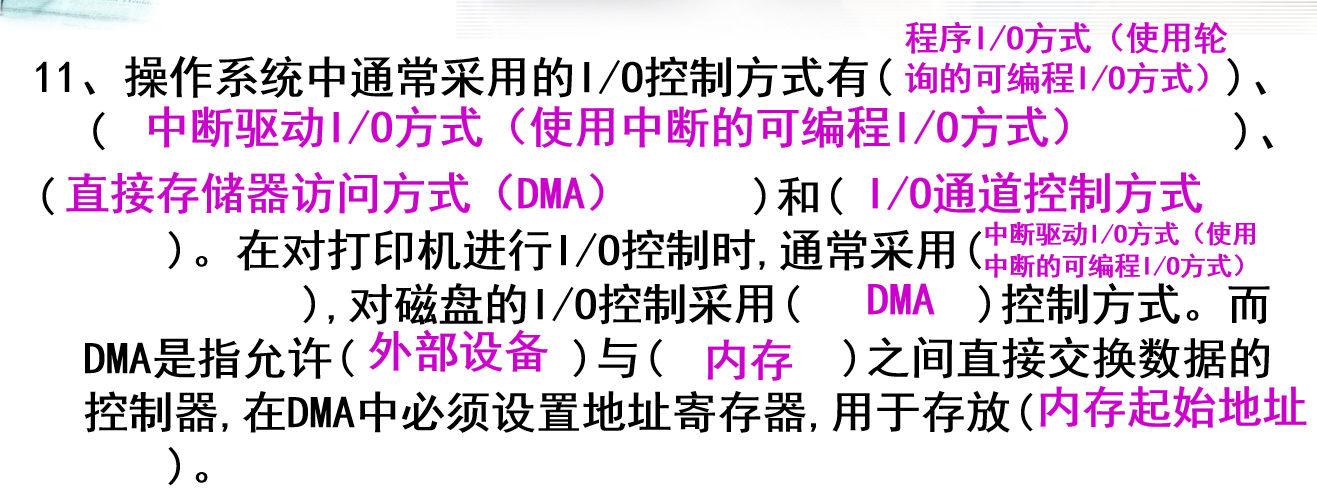 11、操作系统中通常采用的I/O控制方式有(程序I/O方式（使用轮
询的可编程I/O方式）)、
(中断驱动I/O方式（使用中断的可编程I/O方式）)、
(直接存储器访问方式（DMA）)和(I/O通道控制方式
)。在对打印机进行I/O控制时,通常采用(中断驱动I/O方式（使用
中断的可编程I/O方式）
),对磁盘的I/O控制采用( DMA )控制方式。而
DMA是指允许(外部设备)与(内存)之间直接交换数据的
控制器,在DMA中必须设置地址寄存器,用于存放(内存起始地址
)。